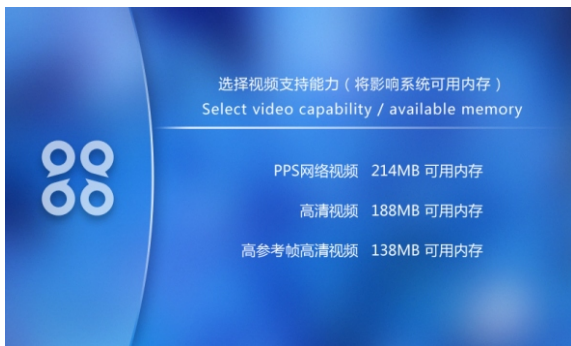 选择视频支持能力（将影响系统可用内存）
Select video capability / available memory
PPS网络视频 214MB 可用内存
高清视频 188MB 可用内存
高参考帧高清视频 138MB 可用内存